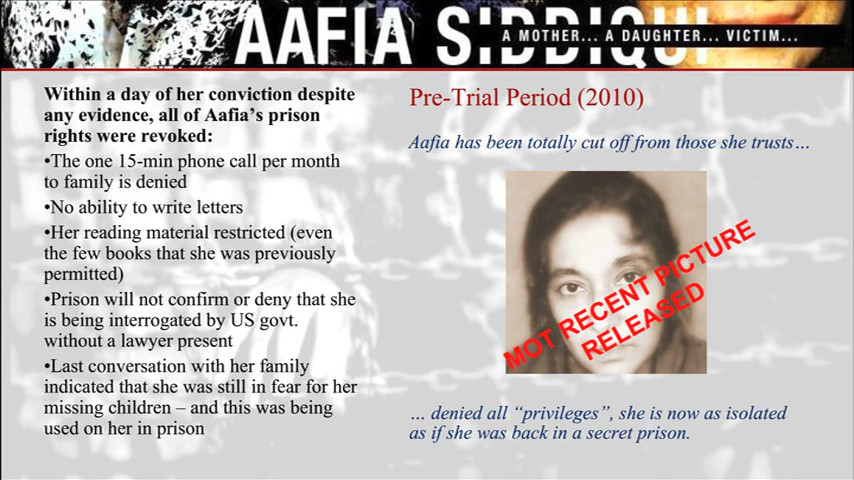 AAFIA SIDDIQUI
A MOTHER... A DAUGHTER... VICTIM...
Within a day of her conviction despite
any evidence, all of Aafia’s prison
rights were revoked:
•The one 15-min phone call per month
to family is denied
•No ability to write letters
•Her reading material restricted (even
the few books that she was previously
permitted)
•Prison will not confirm or deny that she
is being interrogated by US govt.
without a lawyer present
•Last conversation with her family
indicated that she was still in fear for her
missing children – and this was being
used on her in prison
Pre-Trial Period (2010)
Aafia has been totally cut off from those she trusts…
MOT RECENT PICTURE
RELEASED
… denied all “privileges”, she is now as isolated
as if she was back in a secret prison.